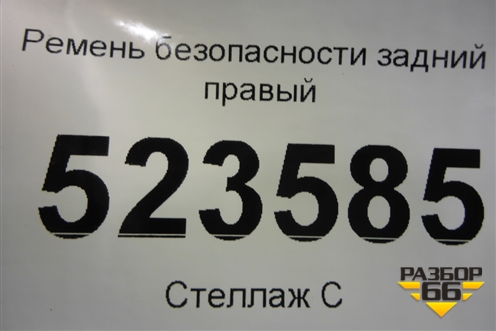 Ремень безопасности задний
правый
523585
Стеллаж С
РАЗБОР
66